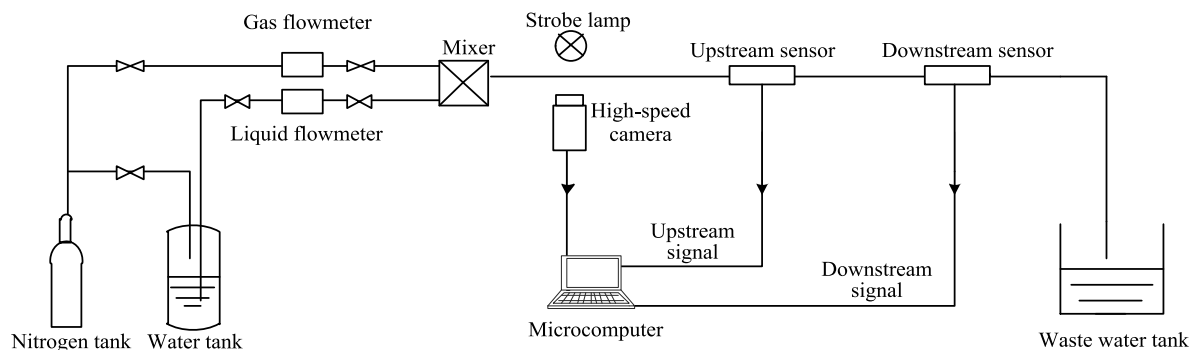 Gas flowmeter
Strobe lamp
Mixer
Upstream sensor
Downstream sensor
Liquid flowmeter
High-speed
camera
Upstream
signal
Downstream
signal
Microcomputer
Nitrogen tank
Water tank
Waste water tank